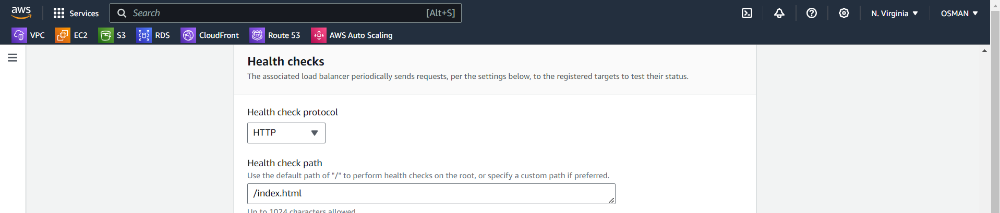 aws Services Search [Alt+S] N. Virginia OSMAN
VPC EC2 S3 RDS CloudFront Route 53 AWS Auto Scaling
Health checks
The associated load balancer periodically sends requests, per the settings below, to the registered targets to test their status.
Health check protocol
HTTP
Health check path
Use the default path of "/" to perform health checks on the root, or specify a custom path if preferred.
/index.html
Up to 1024 characters allowed